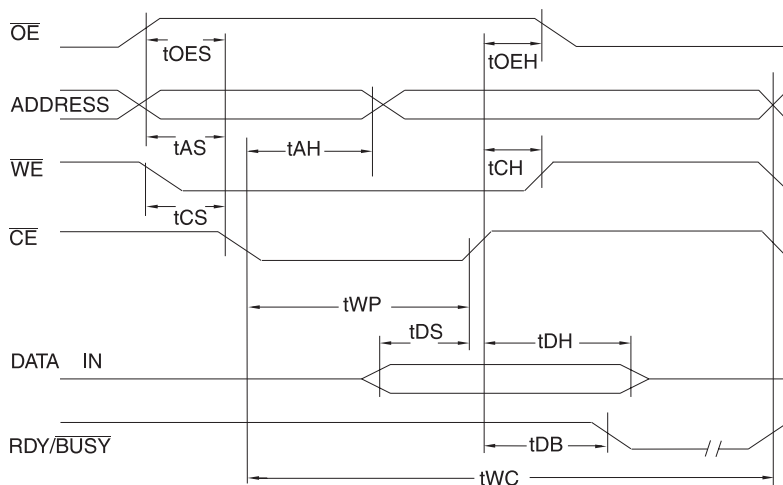 OE
tOES
tOEH
ADDRESS
tAS
tAH
WE
tCH
tCS
CE
tWP
tDS
tDH
DATA IN
RDY/BUSY
tDB
tWC